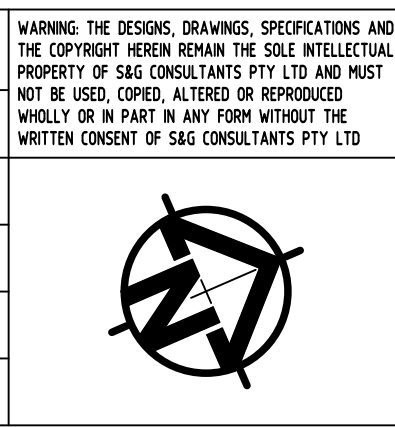 WARNING: THE DESIGNS, DRAWINGS, SPECIFICATIONS AND
THE COPYRIGHT HEREIN REMAIN THE SOLE INTELLECTUAL
PROPERTY OF S&G CONSULTANTS PTY LTD AND MUST
NOT BE USED, COPIED, ALTERED OR REPRODUCED
WHOLLY OR IN PART IN ANY FORM WITHOUT THE
WRITTEN CONSENT OF S&G CONSULTANTS PTY LTD
N